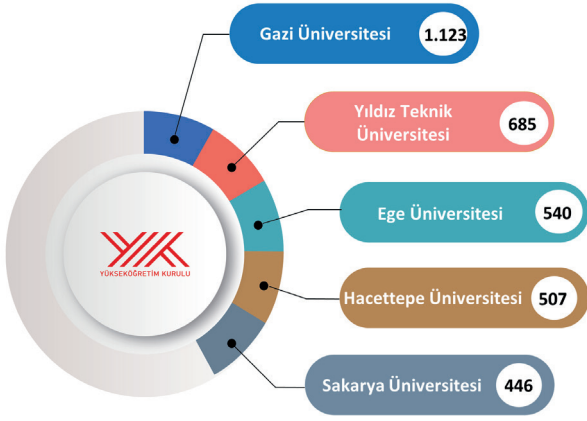 Gazi Üniversitesi 1.123
Yıldız Teknik
Üniversitesi 685
Ege Üniversitesi 540
YÜKSEKÖĞRETİM KURULU
Hacettepe Üniversitesi 507
Sakarya Üniversitesi 446